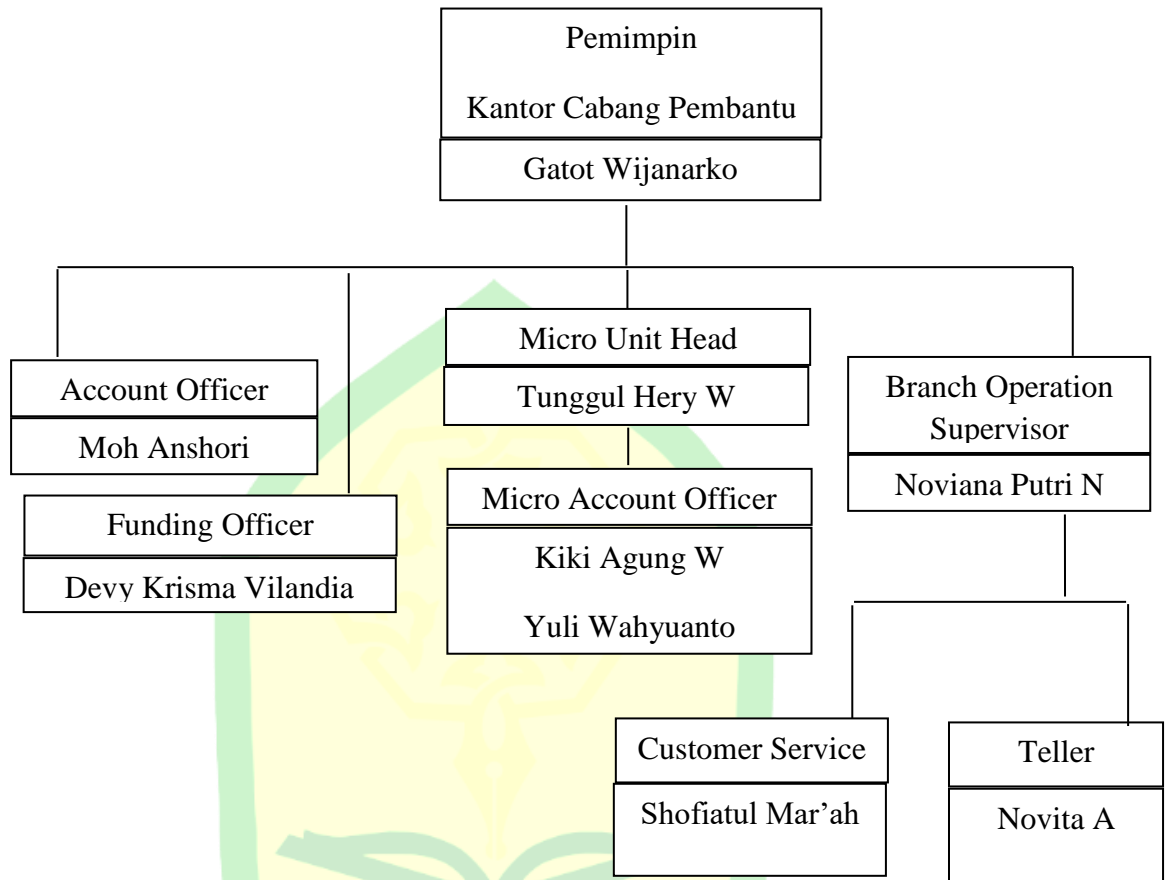 Pemimpin
Kantor Cabang Pembantu
Gatot Wijanarko
Micro Unit Head
Tunggul Hery W
Account Officer
Moh Anshori
Branch Operation
Supervisor
Noviana Putri N
Funding Officer
Devy Krisma Vilandia
Micro Account Officer
Kiki Agung W
Yuli Wahyuanto
Customer Service
Shofiatul Mar’ah
Teller
Novita A